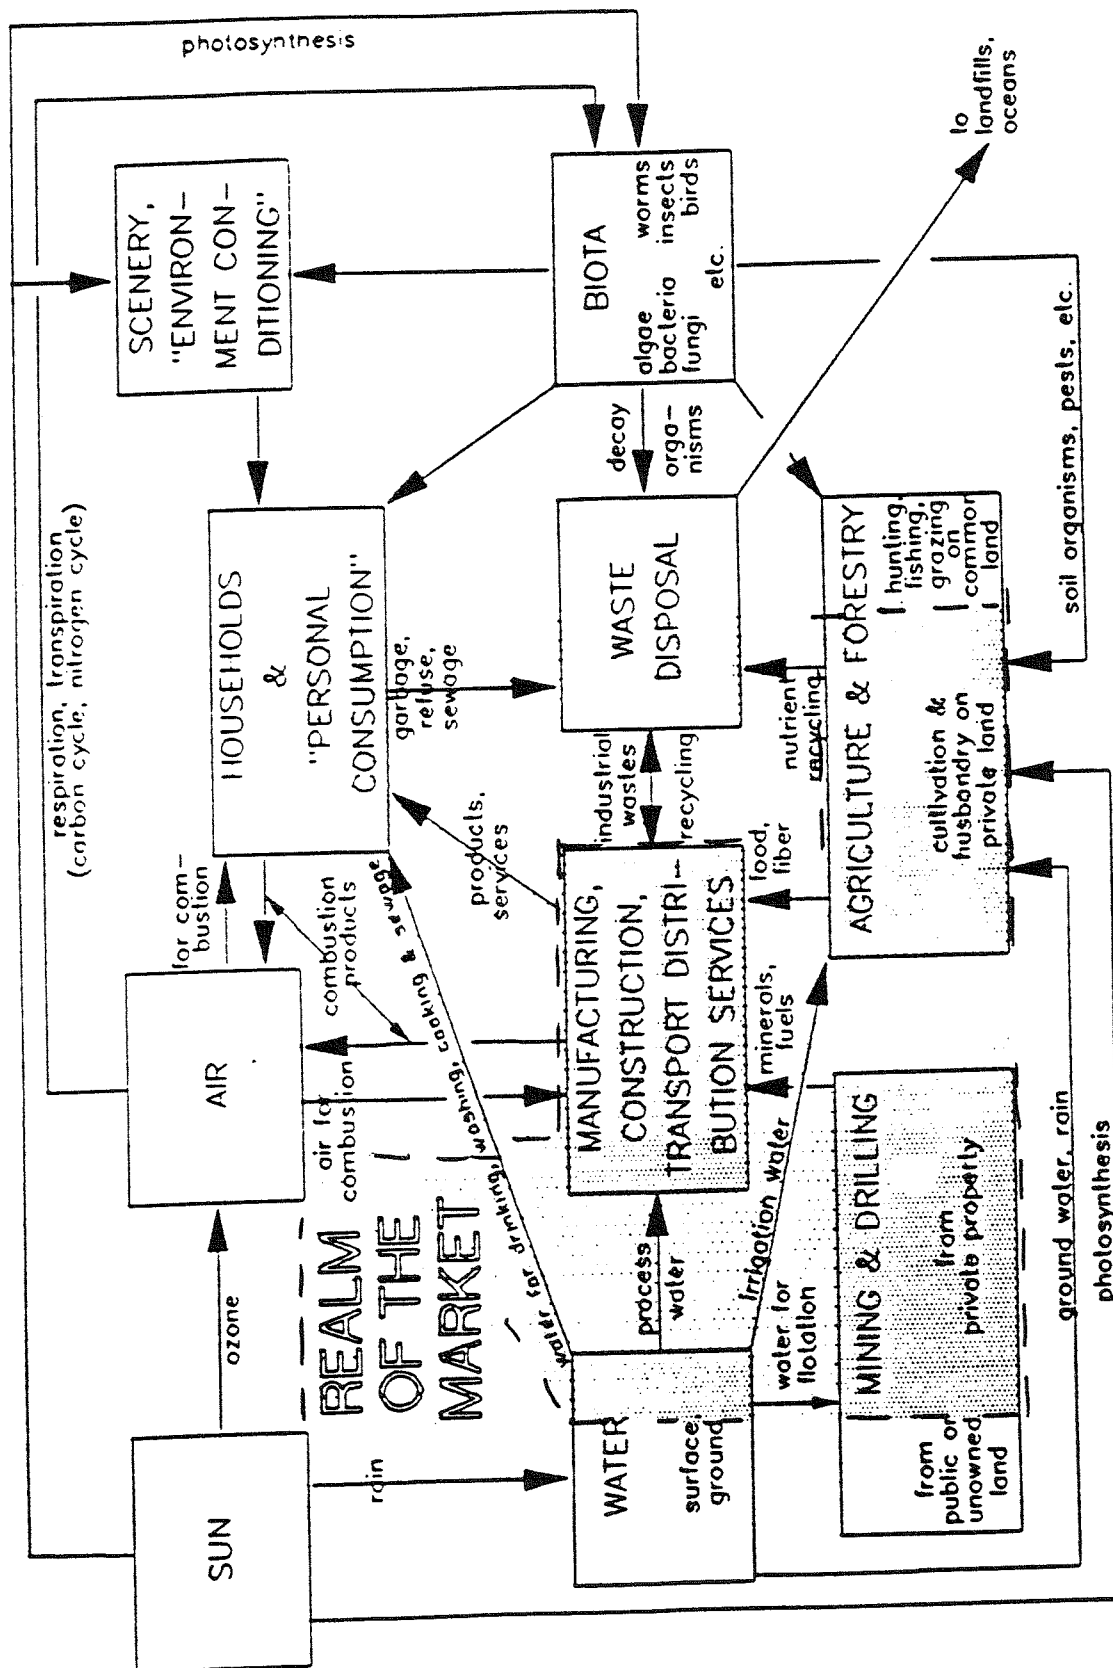 photosynthesis
respiration, transpiration
(carbon cycle, nitrogen cycle)
SUN
ozone
AIR
for com-
bustion
HOUSEHOLDS
&
"PERSONAL
CONSUMPTION"
SCENERY,
"ENVIRON-
MENT CON-
DITIONING"
rain
REALM
OF THE
MARKET
air for
combustion
combustion
products
water for drinking, washing, cooking & sewage
products,
services
garbage,
refuse,
sewage
WATER
surface,
ground
process
water
MANUFACTURING,
CONSTRUCTION,
TRANSPORT DISTRI-
BUTION SERVICES
industrial
wastes
recycling
WASTE
DISPOSAL
decay
orga-
nisms
BIOTA
algae
bacteria
fungi
worms
insects
birds
etc.
to
landfills,
oceans
water for
flotation
irrigation water
minerals,
fuels
food,
fiber
nutrient
recycling
MINING & DRILLING
from
public or
unowned
land
from
private property
AGRICULTURE & FORESTRY
cultivation &
husbandry on
private land
hunting,
fishing,
grazing
on
common
land
soil organisms, pests, etc.
ground water, rain
photosynthesis